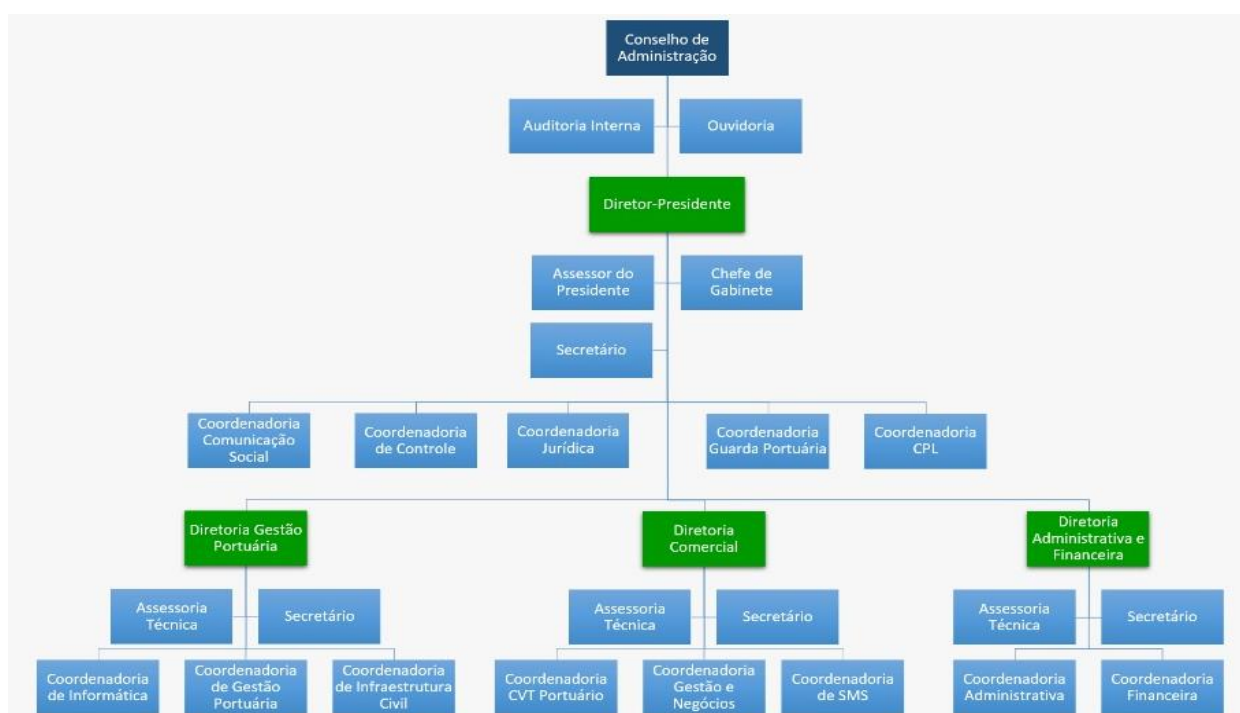 Conselho de
Administração
Auditoria Interna
Ouvidoria
Diretor-Presidente
Assessor do
Presidente
Chefe de
Gabinete
Secretário
Coordenadoria
Comunicação
Social
Coordenadoria
de Controle
Coordenadoria
Jurídica
Coordenadoria
Guarda Portuária
Coordenadoria
CPL
Diretoria Gestão
Portuária
Diretoria
Comercial
Diretoria
Administrativa e
Financeira
Assessoria
Técnica
Secretário
Assessoria
Técnica
Secretário
Assessoria
Técnica
Secretário
Coordenadoria
de Informática
Coordenadoria
de Gestão
Portuária
Coordenadoria
de Infraestrutura
Civil
Coordenadoria
CVT Portuário
Coordenadoria
Gestão e
Negócios
Coordenadoria
de SMS
Coordenadoria
Administrativa
Coordenadoria
Financeira